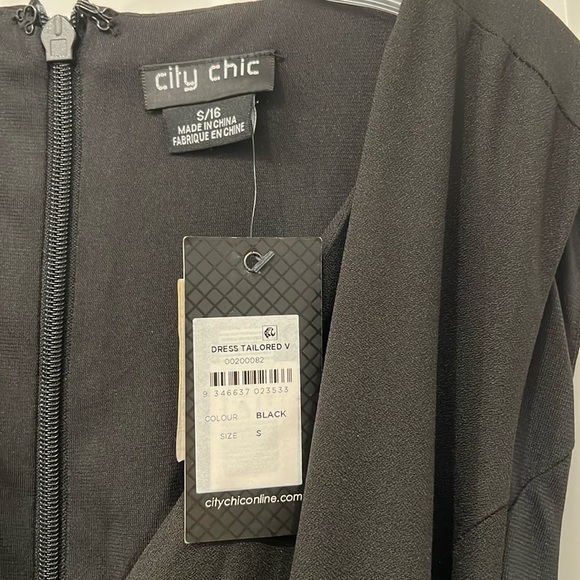 city chic
S/16
MADE IN CHINA
FABRIQUE EN CHINE
DRESS TAILORED V
00200082
9 346637 023533
COLOUR BLACK
SIZE S
citychiconline.com